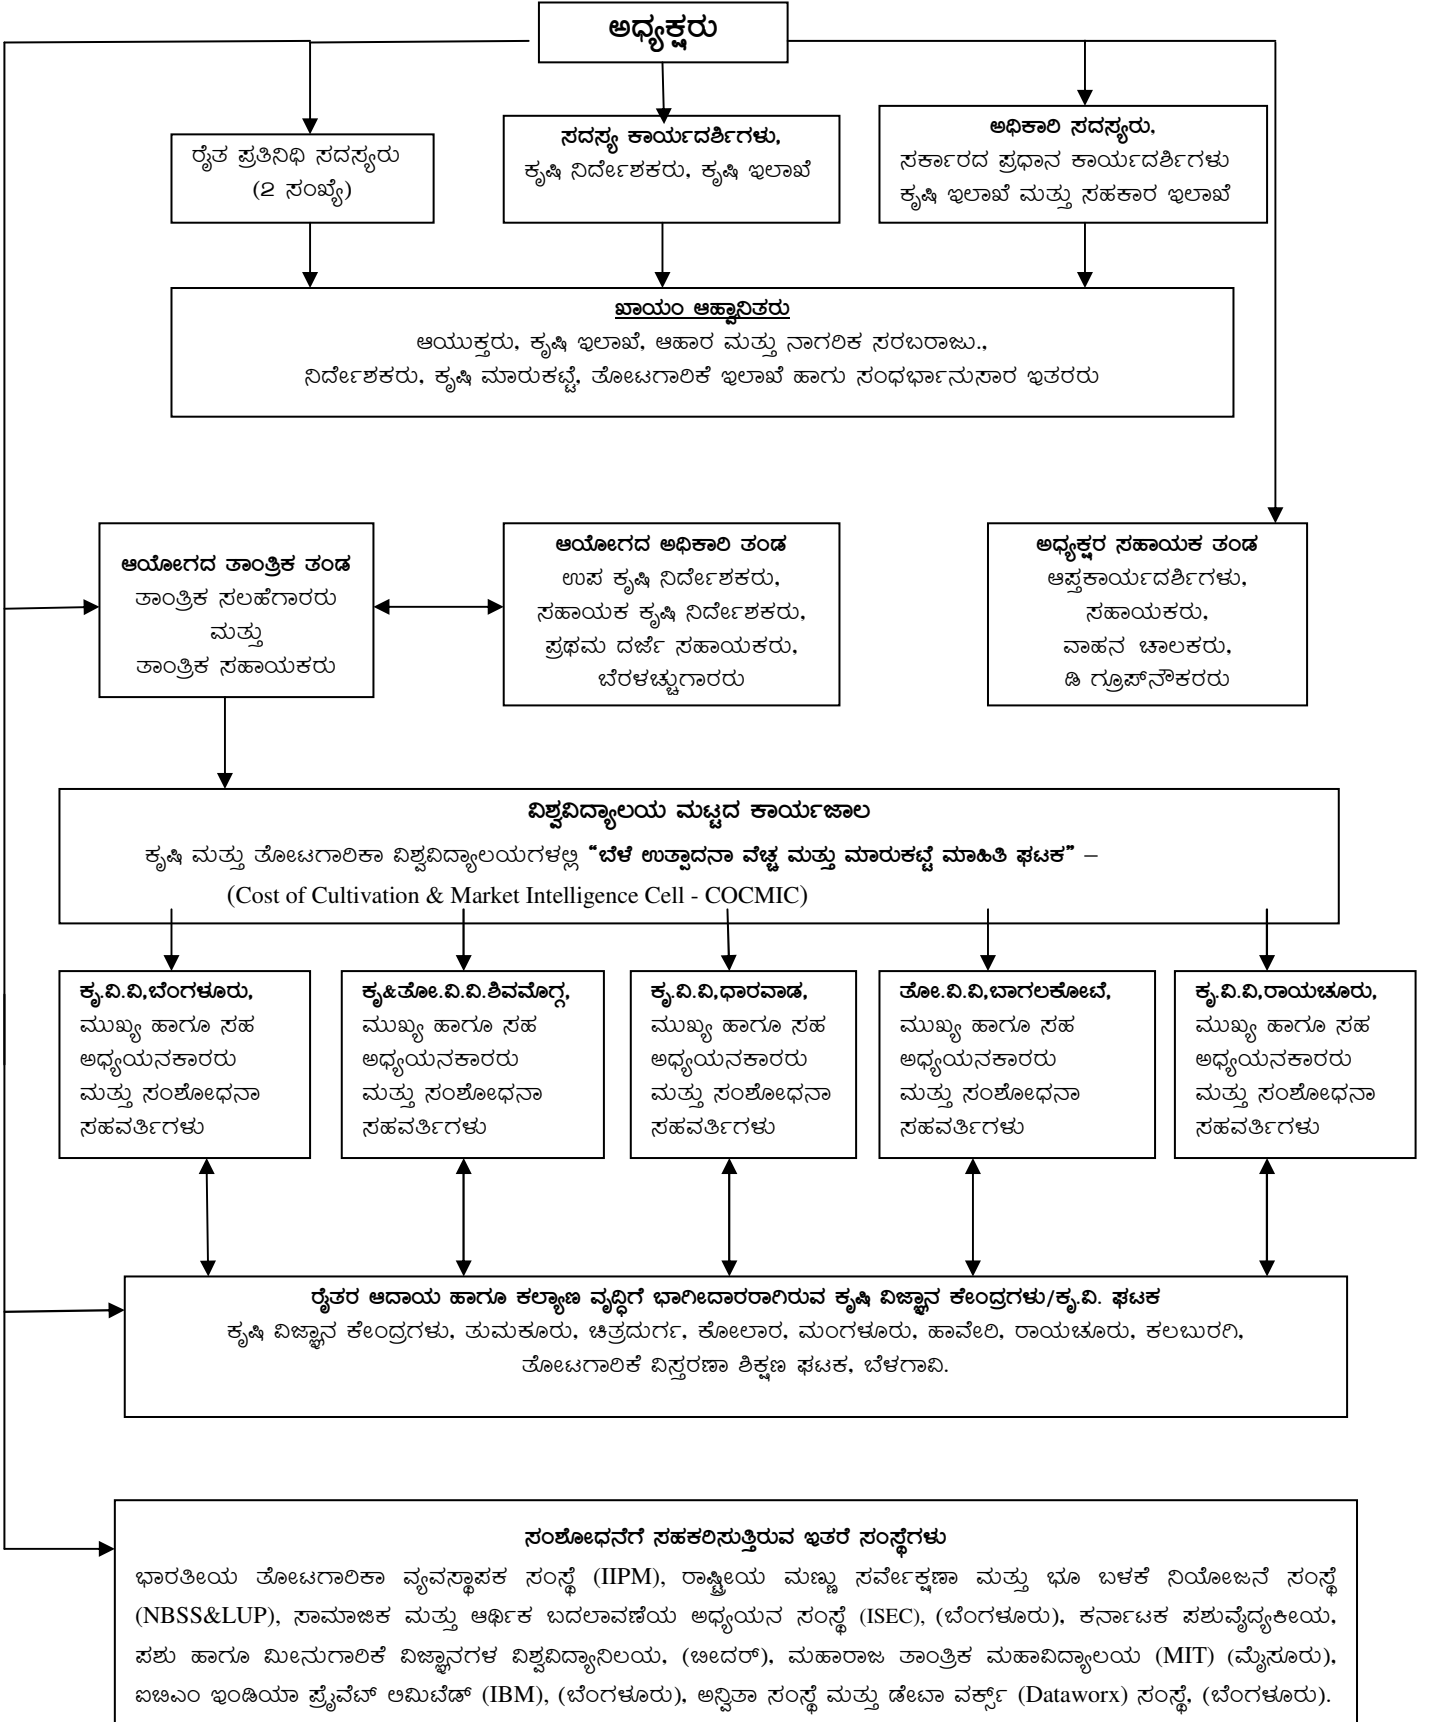 ಅಧ್ಯಕ್ಷರು
ರೈತ ಪ್ರತಿನಿಧಿ ಸದಸ್ಯರು
(2 ಸಂಖ್ಯೆ)
ಸದಸ್ಯ ಕಾರ್ಯದರ್ಶಿಗಳು,
ಕೃಷಿ ನಿರ್ದೇಶಕರು, ಕೃಷಿ ಇಲಾಖೆ
ಅಧಿಕಾರಿ ಸದಸ್ಯರು,
ಸರ್ಕಾರದ ಪ್ರಧಾನ ಕಾರ್ಯದರ್ಶಿಗಳು
ಕೃಷಿ ಇಲಾಖೆ ಮತ್ತು ಸಹಕಾರ ಇಲಾಖೆ
ಖಾಯಂ ಆಹ್ವಾನಿತರು
ಆಯುಕ್ತರು, ಕೃಷಿ ಇಲಾಖೆ, ಆಹಾರ ಮತ್ತು ನಾಗರಿಕ ಸರಬರಾಜು.,
ನಿರ್ದೇಶಕರು, ಕೃಷಿ ಮಾರುಕಟ್ಟೆ, ತೋಟಗಾರಿಕೆ ಇಲಾಖೆ ಹಾಗು ಸಂಧರ್ಭಾನುಸಾರ ಇತರರು
ಆಯೋಗದ ತಾಂತ್ರಿಕ ತಂಡ
ತಾಂತ್ರಿಕ ಸಲಹೆಗಾರರು
ಮತ್ತು
ತಾಂತ್ರಿಕ ಸಹಾಯಕರು
ಆಯೋಗದ ಅಧಿಕಾರಿ ತಂಡ
ಉಪ ಕೃಷಿ ನಿರ್ದೇಶಕರು,
ಸಹಾಯಕ ಕೃಷಿ ನಿರ್ದೇಶಕರು,
ಪ್ರಥಮ ದರ್ಜೆ ಸಹಾಯಕರು,
ಬೆರಳಚ್ಚುಗಾರರು
ಅಧ್ಯಕ್ಷರ ಸಹಾಯಕ ತಂಡ
ಆಪ್ತಕಾರ್ಯದರ್ಶಿಗಳು,
ಸಹಾಯಕರು,
ವಾಹನ ಚಾಲಕರು,
ಡಿ ಗ್ರೂಪ್‌ನೌಕರರು
ವಿಶ್ವವಿದ್ಯಾಲಯ ಮಟ್ಟದ ಕಾರ್ಯಜಾಲ
ಕೃಷಿ ಮತ್ತು ತೋಟಗಾರಿಕಾ ವಿಶ್ವವಿದ್ಯಾಲಯಗಳಲ್ಲಿ “ಬೆಳೆ ಉತ್ಪಾದನಾ ವೆಚ್ಚ ಮತ್ತು ಮಾರುಕಟ್ಟೆ ಮಾಹಿತಿ ಘಟಕ” –
(Cost of Cultivation & Market Intelligence Cell - COCMIC)
ಕೃ.ವಿ.ವಿ,ಬೆಂಗಳೂರು,
ಮುಖ್ಯ ಹಾಗೂ ಸಹ
ಅಧ್ಯಯನಕಾರರು
ಮತ್ತು ಸಂಶೋಧನಾ
ಸಹವರ್ತಿಗಳು
ಕೃ&ತೋ.ವಿ.ವಿ.ಶಿವಮೊಗ್ಗ,
ಮುಖ್ಯ ಹಾಗೂ ಸಹ
ಅಧ್ಯಯನಕಾರರು
ಮತ್ತು ಸಂಶೋಧನಾ
ಸಹವರ್ತಿಗಳು
ಕೃ.ವಿ.ವಿ,ಧಾರವಾಡ,
ಮುಖ್ಯ ಹಾಗೂ ಸಹ
ಅಧ್ಯಯನಕಾರರು
ಮತ್ತು ಸಂಶೋಧನಾ
ಸಹವರ್ತಿಗಳು
ತೋ.ವಿ.ವಿ,ಬಾಗಲಕೋಟೆ,
ಮುಖ್ಯ ಹಾಗೂ ಸಹ
ಅಧ್ಯಯನಕಾರರು
ಮತ್ತು ಸಂಶೋಧನಾ
ಸಹವರ್ತಿಗಳು
ಕೃ.ವಿ.ವಿ,ರಾಯಚೂರು,
ಮುಖ್ಯ ಹಾಗೂ ಸಹ
ಅಧ್ಯಯನಕಾರರು
ಮತ್ತು ಸಂಶೋಧನಾ
ಸಹವರ್ತಿಗಳು
ರೈತರ ಆದಾಯ ಹಾಗೂ ಕಲ್ಯಾಣ ವೃದ್ಧಿಗೆ ಭಾಗೀದಾರರಾಗಿರುವ ಕೃಷಿ ವಿಜ್ಞಾನ ಕೇಂದ್ರಗಳು/ಕೃ.ವಿ. ಘಟಕ
ಕೃಷಿ ವಿಜ್ಞಾನ ಕೇಂದ್ರಗಳು, ತುಮಕೂರು, ಚಿತ್ರದುರ್ಗ, ಕೋಲಾರ, ಮಂಗಳೂರು, ಹಾವೇರಿ, ರಾಯಚೂರು, ಕಲಬುರಗಿ,
ತೋಟಗಾರಿಕೆ ವಿಸ್ತರಣಾ ಶಿಕ್ಷಣ ಘಟಕ, ಬೆಳಗಾವಿ.
ಸಂಶೋಧನೆಗೆ ಸಹಕರಿಸುತ್ತಿರುವ ಇತರೆ ಸಂಸ್ಥೆಗಳು
ಭಾರತೀಯ ತೋಟಗಾರಿಕಾ ವ್ಯವಸ್ಥಾಪಕ ಸಂಸ್ಥೆ (IIPM), ರಾಷ್ಟ್ರೀಯ ಮಣ್ಣು ಸರ್ವೇಕ್ಷಣಾ ಮತ್ತು ಭೂ ಬಳಕೆ ನಿಯೋಜನೆ ಸಂಸ್ಥೆ
(NBSS&LUP), ಸಾಮಾಜಿಕ ಮತ್ತು ಆರ್ಥಿಕ ಬದಲಾವಣೆಯ ಅಧ್ಯಯನ ಸಂಸ್ಥೆ (ISEC), (ಬೆಂಗಳೂರು), ಕರ್ನಾಟಕ ಪಶುವೈದ್ಯಕೀಯ,
ಪಶು ಹಾಗೂ ಮೀನುಗಾರಿಕೆ ವಿಜ್ಞಾನಗಳ ವಿಶ್ವವಿದ್ಯಾನಿಲಯ, (ಬೀದರ್), ಮಹಾರಾಜ ತಾಂತ್ರಿಕ ಮಹಾವಿದ್ಯಾಲಯ (MIT) (ಮೈಸೂರು),
ಐಬಿಎಂ ಇಂಡಿಯಾ ಪ್ರೈವೆಟ್ ಲಿಮಿಟೆಡ್ (IBM), (ಬೆಂಗಳೂರು), ಅನ್ವಿತಾ ಸಂಸ್ಥೆ ಮತ್ತು ಡೇಟಾ ವರ್ಕ್ಸ್ (Dataworx) ಸಂಸ್ಥೆ, (ಬೆಂಗಳೂರು).